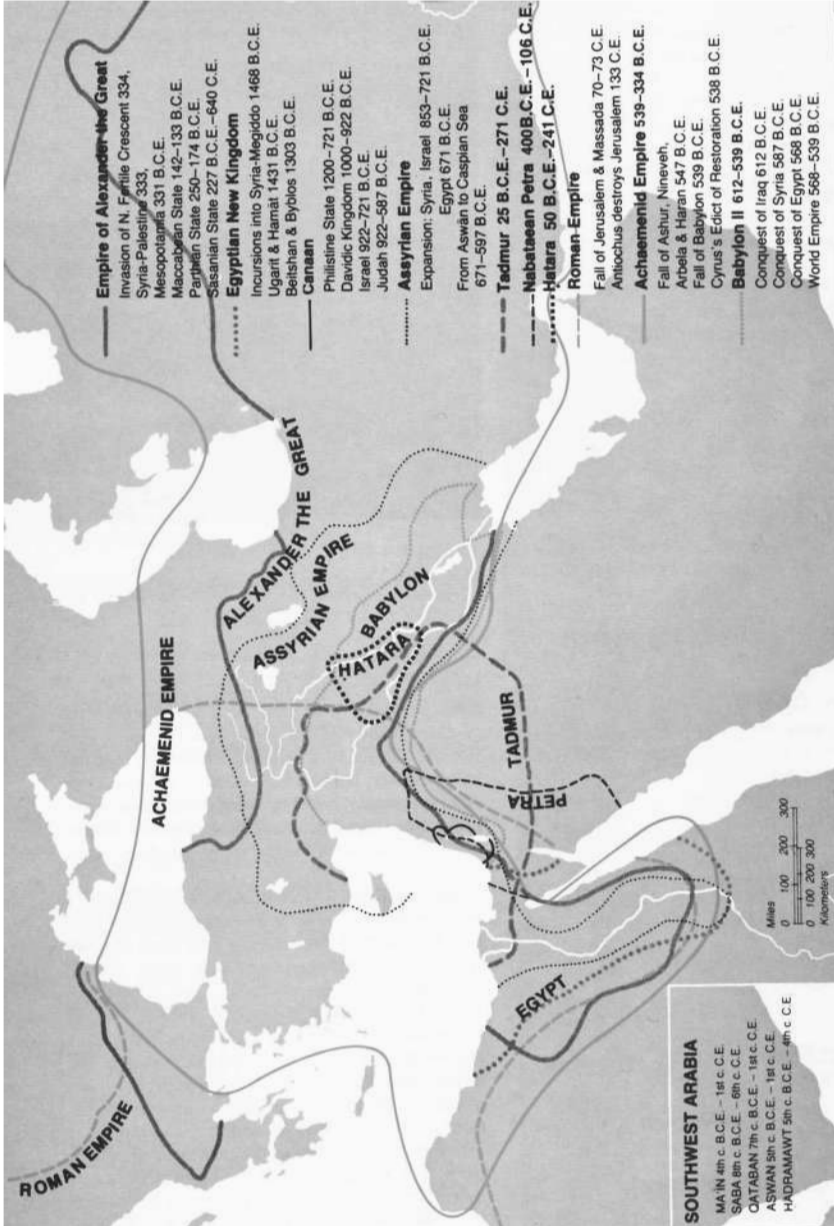 Empire of Alexander the Great
Invasion of N. Fertile Crescent 334,
Syria-Palestine 333,
Mesopotamia 331 B.C.E.
Maccabean State 142–133 B.C.E.
Parthian State 250–174 B.C.E.
Sasanian State 227 B.C.E.–640 C.E.
Egyptian New Kingdom
Incursions into Syria-Megiddo 1468 B.C.E.
Ugarit & Hamāt 1431 B.C.E.
Beitshan & Byblos 1303 B.C.E.
Canaan
Philistine State 1200–721 B.C.E.
Davidic Kingdom 1000–922 B.C.E.
Israel 922–721 B.C.E.
Judah 922–587 B.C.E.
Assyrian Empire
Expansion: Syria, Israel 853–721 B.C.E.
Egypt 671 B.C.E.
From Aswān to Caspian Sea
671–597 B.C.E.
Tadmur 25 B.C.E.–271 C.E.
Nabataean Petra 400 B.C.E.–106 C.E.
Hatara 50 B.C.E.–241 C.E.
Roman Empire
Fall of Jerusalem & Massada 70–73 C.E.
Antiochus destroys Jerusalem 133 C.E.
Achaemenid Empire 539–334 B.C.E.
Fall of Ashur, Nineveh,
Arbela & Haran 547 B.C.E.
Fall of Babylon 539 B.C.E.
Cyrus's Edict of Restoration 538 B.C.E.
Babylon II 612–539 B.C.E.
Conquest of Iraq 612 B.C.E.
Conquest of Syria 587 B.C.E.
Conquest of Egypt 568 B.C.E.
World Empire 568–539 B.C.E.
ROMAN EMPIRE
ACHAEMENID EMPIRE
ALEXANDER THE GREAT
ASSYRIAN EMPIRE
BABYLON
HATARA
TADMUR
PETRA
EGYPT
Miles
0 100 200 300
0 100 200 300
Kilometers
SOUTHWEST ARABIA
MA'IN 4th c. B.C.E. – 1st c. C.E.
SABA 8th c. B.C.E. – 6th c. C.E.
QATABAN 7th c. B.C.E. – 1st c. C.E.
ASWAN 5th c. B.C.E. – 1st c. C.E.
HADRAMAWT 5th c. B.C.E. – 4th c. C.E